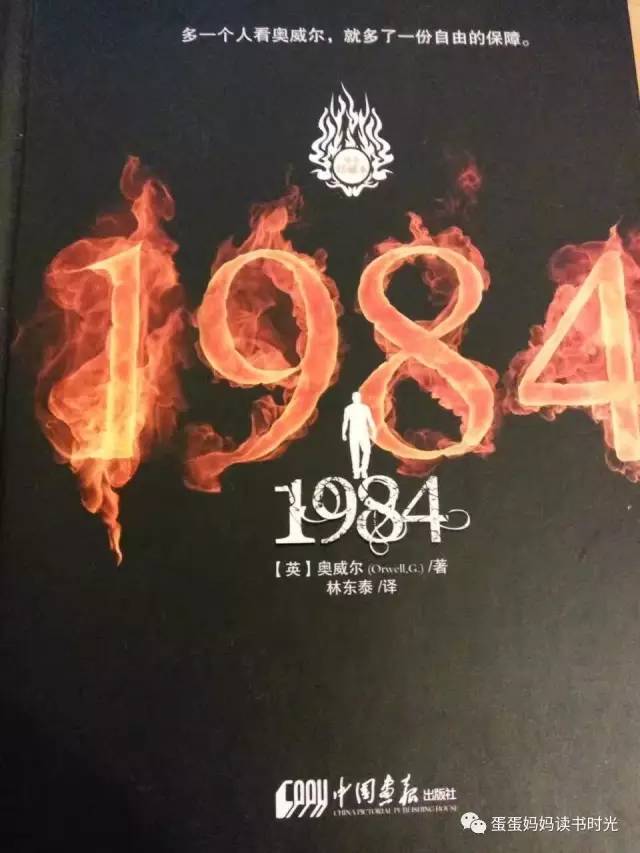 多一个人看奥威尔，就多了一份自由的保障。
1984
1984
【英】奥威尔(Orwell,G.)/著
林东泰/译
中国画报出版社
CHINA PICTORIAL PUBLISHING HOUSE
蛋蛋妈妈读书时光